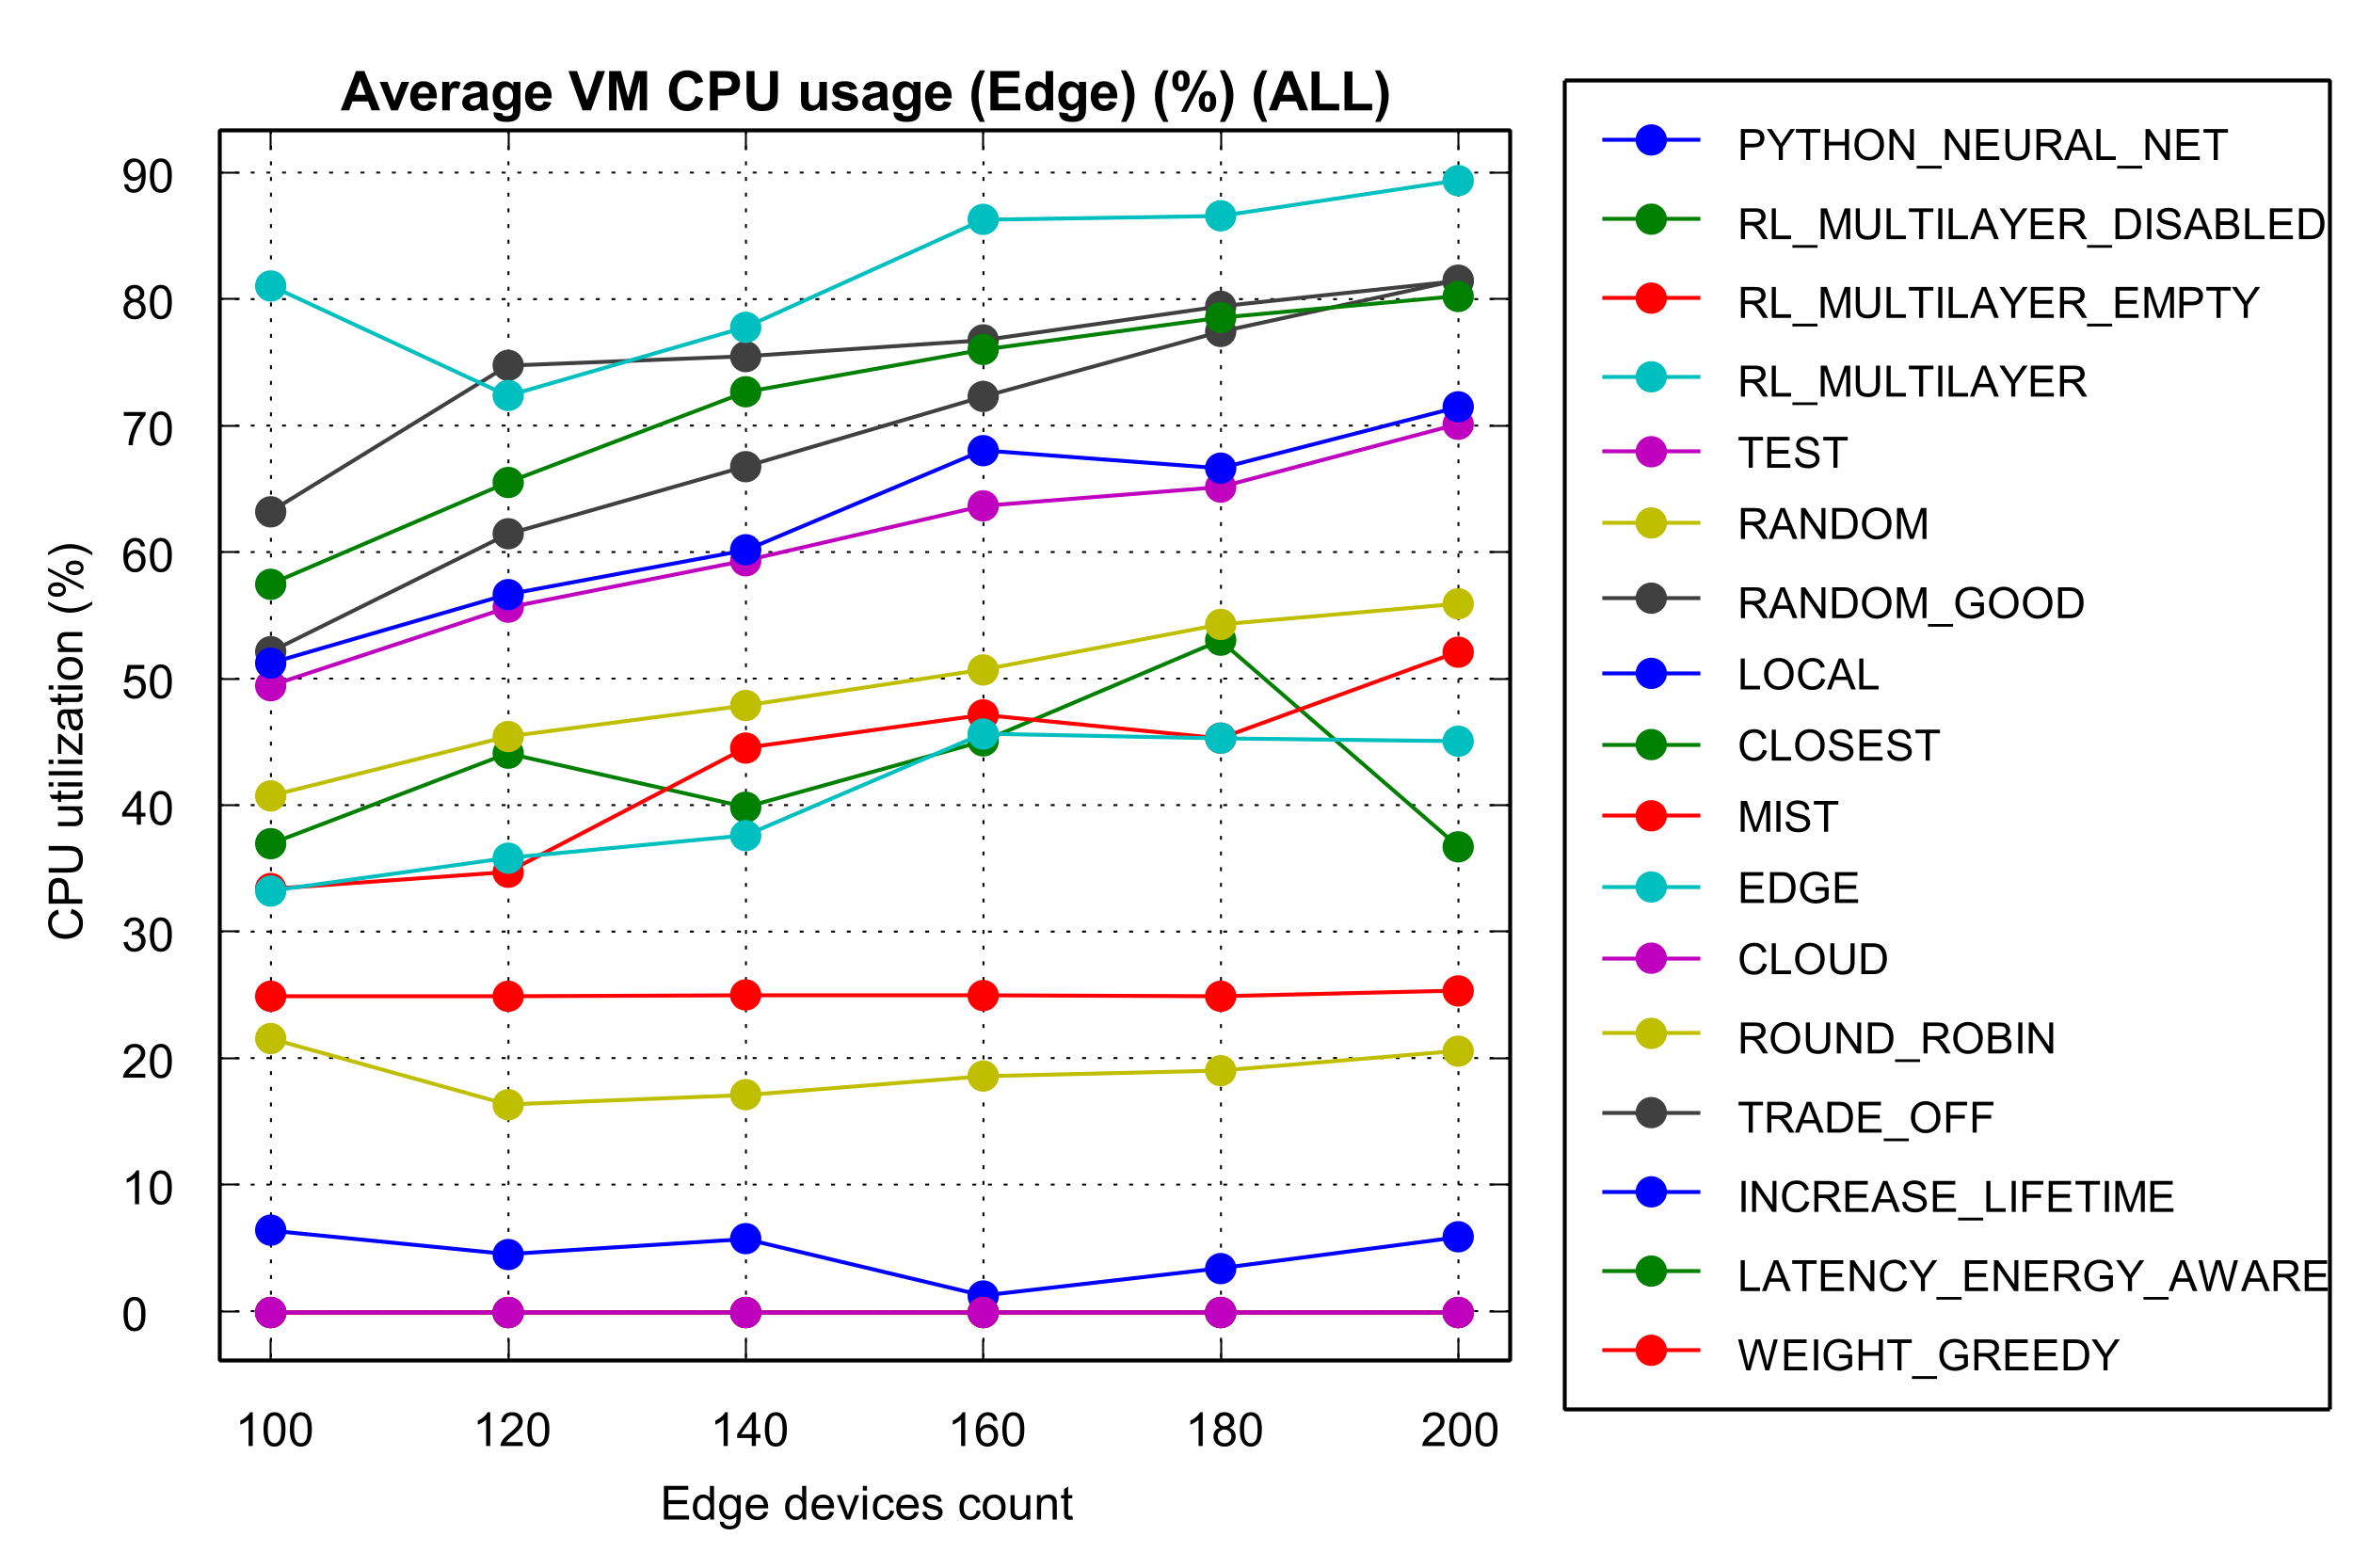 Average VM CPU usage (Edge) (%) (ALL)
CPU utilization (%)
90
80
70
60
50
40
30
20
10
0
100 120 140 160 180 200
Edge devices count
PYTHON_NEURAL_NET
RL_MULTILAYER_DISABLED
RL_MULTILAYER_EMPTY
RL_MULTILAYER
TEST
RANDOM
RANDOM_GOOD
LOCAL
CLOSEST
MIST
EDGE
CLOUD
ROUND_ROBIN
TRADE_OFF
INCREASE_LIFETIME
LATENCY_ENERGY_AWARE
WEIGHT_GREEDY